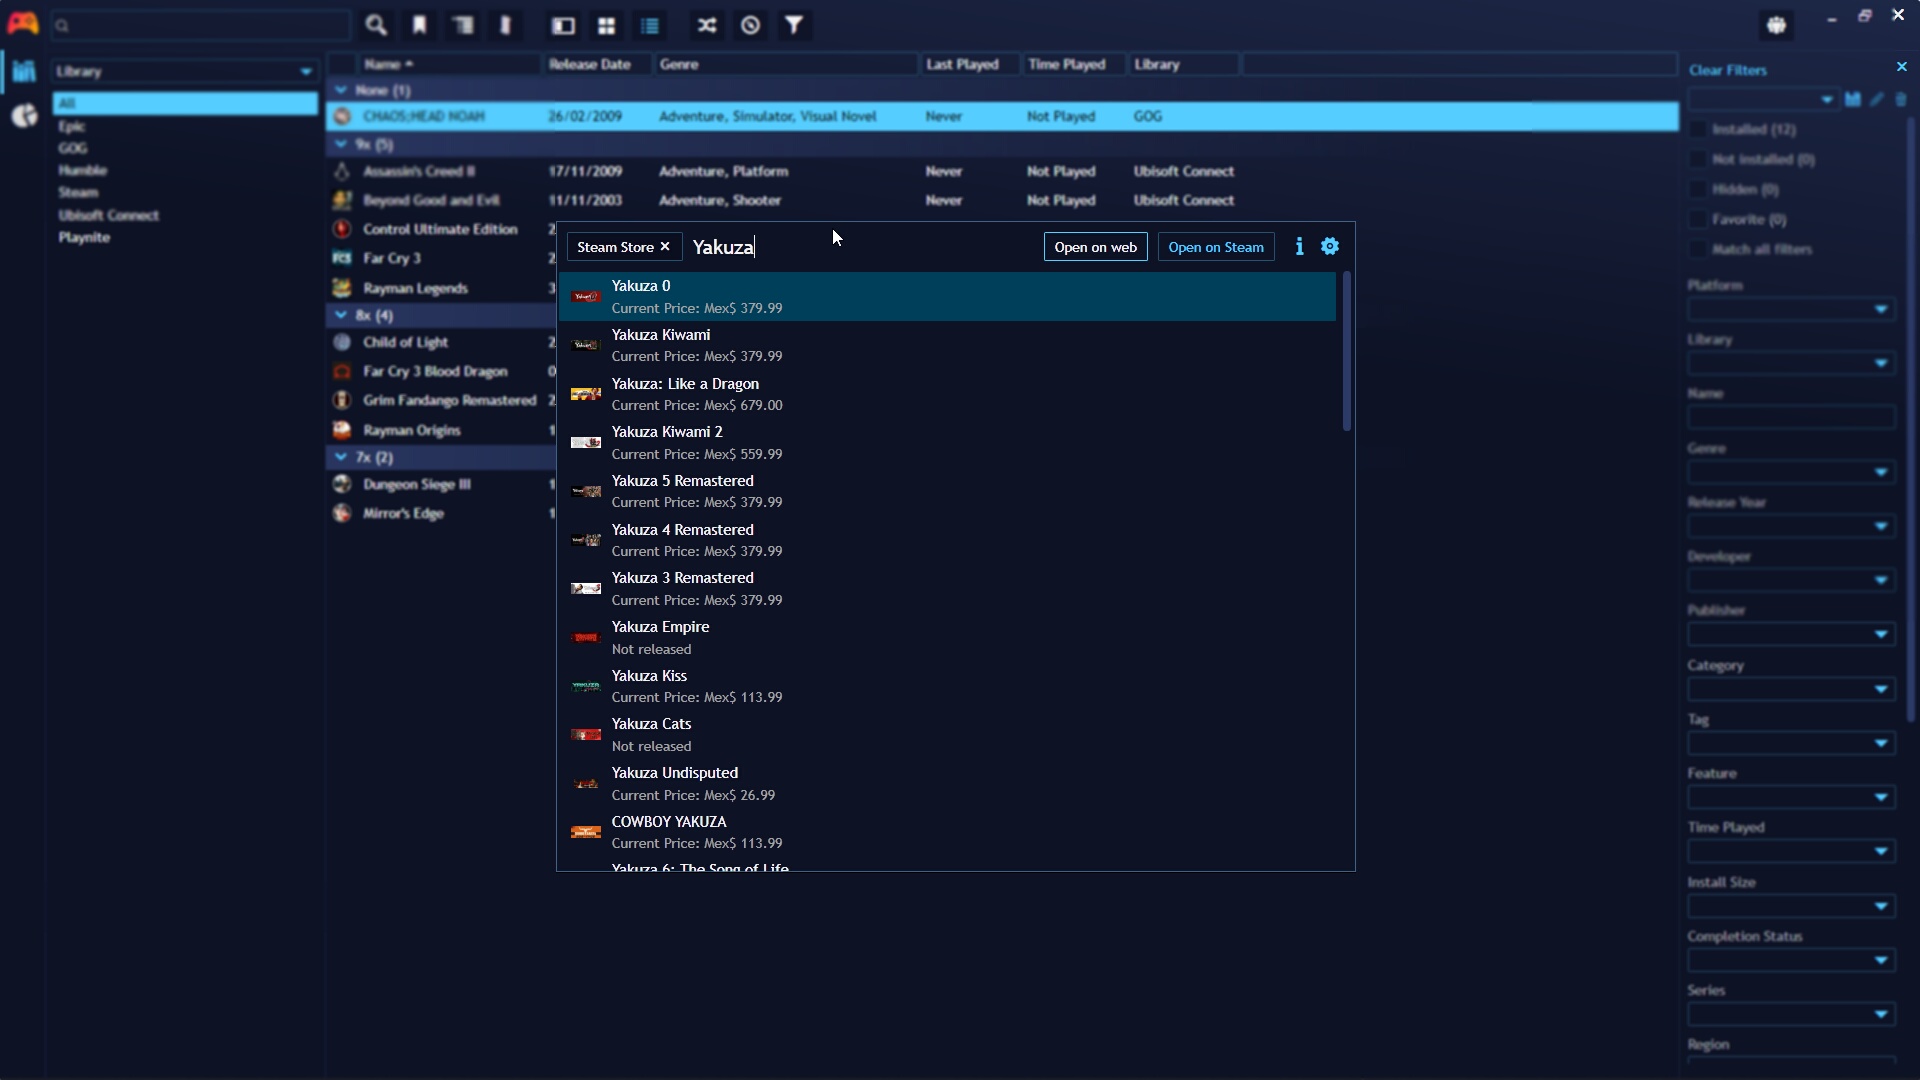 Library
Name
Release Date
Genre
Last Played
Time Played
Library
Clear Filters
All
Epic
GOG
Humble
Steam
Ubisoft Connect
Playnite
None (1)
CHAOS;HEAD NOAH 26/02/2009 Adventure, Simulator, Visual Novel Never Not Played GOG
9x (5)
Assassin's Creed II 17/11/2009 Adventure, Platform Never Not Played Ubisoft Connect
Beyond Good and Evil 11/11/2003 Adventure, Shooter Never Not Played Ubisoft Connect
Control Ultimate Edition 2
Far Cry 3 2
Rayman Legends 3
8x (4)
Child of Light 2
Far Cry 3 Blood Dragon 0
Grim Fandango Remastered 2
Rayman Origins 1
7x (2)
Dungeon Siege III 1
Mirror's Edge 1
Steam Store
Yakuza
Open on web
Open on Steam
Yakuza 0
Current Price: Mex$ 379.99
Yakuza Kiwami
Current Price: Mex$ 379.99
Yakuza: Like a Dragon
Current Price: Mex$ 679.00
Yakuza Kiwami 2
Current Price: Mex$ 559.99
Yakuza 5 Remastered
Current Price: Mex$ 379.99
Yakuza 4 Remastered
Current Price: Mex$ 379.99
Yakuza 3 Remastered
Current Price: Mex$ 379.99
Yakuza Empire
Not released
Yakuza Kiss
Current Price: Mex$ 113.99
Yakuza Cats
Not released
Yakuza Undisputed
Current Price: Mex$ 26.99
COWBOY YAKUZA
Current Price: Mex$ 113.99
Yakuza 6: The Song of Life
Installed (12)
Not installed (0)
Hidden (0)
Favorite (0)
Match all filters
Platform
Library
Name
Genre
Release Year
Developer
Publisher
Category
Tag
Feature
Time Played
Install Size
Completion Status
Series
Region